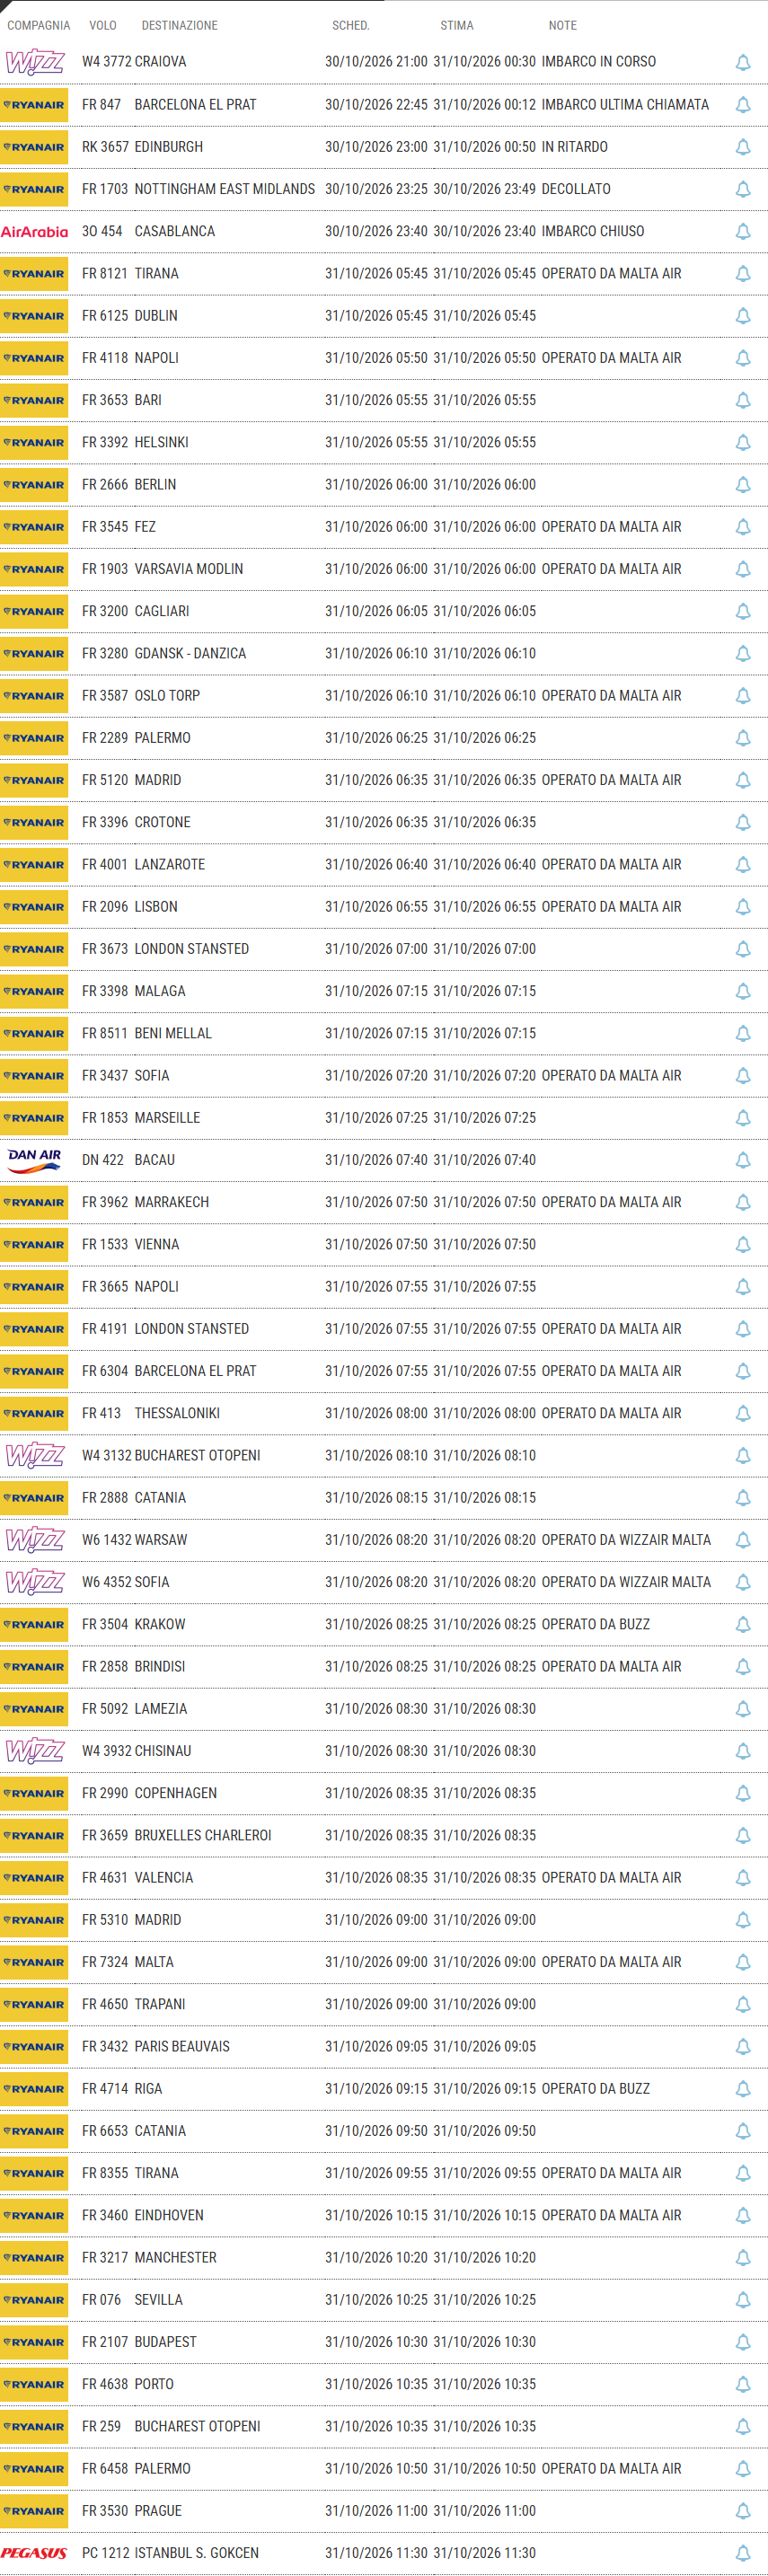 COMPAGNIA VOLO DESTINAZIONE SCHED. STIMA NOTE
WIZZ W4 3772 CRAIOVA 30/10/2026 21:00 31/10/2026 00:30 IMBARCO IN CORSO
RYANAIR FR 847 BARCELONA EL PRAT 30/10/2026 22:45 31/10/2026 00:12 IMBARCO ULTIMA CHIAMATA
RYANAIR RK 3657 EDINBURGH 30/10/2026 23:00 31/10/2026 00:50 IN RITARDO
RYANAIR FR 1703 NOTTINGHAM EAST MIDLANDS 30/10/2026 23:25 30/10/2026 23:49 DECOLLATO
AirArabia 3O 454 CASABLANCA 30/10/2026 23:40 30/10/2026 23:40 IMBARCO CHIUSO
RYANAIR FR 8121 TIRANA 31/10/2026 05:45 31/10/2026 05:45 OPERATO DA MALTA AIR
RYANAIR FR 6125 DUBLIN 31/10/2026 05:45 31/10/2026 05:45
RYANAIR FR 4118 NAPOLI 31/10/2026 05:50 31/10/2026 05:50 OPERATO DA MALTA AIR
RYANAIR FR 3653 BARI 31/10/2026 05:55 31/10/2026 05:55
RYANAIR FR 3392 HELSINKI 31/10/2026 05:55 31/10/2026 05:55
RYANAIR FR 2666 BERLIN 31/10/2026 06:00 31/10/2026 06:00
RYANAIR FR 3545 FEZ 31/10/2026 06:00 31/10/2026 06:00 OPERATO DA MALTA AIR
RYANAIR FR 1903 VARSAVIA MODLIN 31/10/2026 06:00 31/10/2026 06:00 OPERATO DA MALTA AIR
RYANAIR FR 3200 CAGLIARI 31/10/2026 06:05 31/10/2026 06:05
RYANAIR FR 3280 GDANSK - DANZICA 31/10/2026 06:10 31/10/2026 06:10
RYANAIR FR 3587 OSLO TORP 31/10/2026 06:10 31/10/2026 06:10 OPERATO DA MALTA AIR
RYANAIR FR 2289 PALERMO 31/10/2026 06:25 31/10/2026 06:25
RYANAIR FR 5120 MADRID 31/10/2026 06:35 31/10/2026 06:35 OPERATO DA MALTA AIR
RYANAIR FR 3396 CROTONE 31/10/2026 06:35 31/10/2026 06:35
RYANAIR FR 4001 LANZAROTE 31/10/2026 06:40 31/10/2026 06:40 OPERATO DA MALTA AIR
RYANAIR FR 2096 LISBON 31/10/2026 06:55 31/10/2026 06:55 OPERATO DA MALTA AIR
RYANAIR FR 3673 LONDON STANSTED 31/10/2026 07:00 31/10/2026 07:00
RYANAIR FR 3398 MALAGA 31/10/2026 07:15 31/10/2026 07:15
RYANAIR FR 8511 BENI MELLAL 31/10/2026 07:15 31/10/2026 07:15
RYANAIR FR 3437 SOFIA 31/10/2026 07:20 31/10/2026 07:20 OPERATO DA MALTA AIR
RYANAIR FR 1853 MARSEILLE 31/10/2026 07:25 31/10/2026 07:25
DAN AIR DN 422 BACAU 31/10/2026 07:40 31/10/2026 07:40
RYANAIR FR 3962 MARRAKECH 31/10/2026 07:50 31/10/2026 07:50 OPERATO DA MALTA AIR
RYANAIR FR 1533 VIENNA 31/10/2026 07:50 31/10/2026 07:50
RYANAIR FR 3665 NAPOLI 31/10/2026 07:55 31/10/2026 07:55
RYANAIR FR 4191 LONDON STANSTED 31/10/2026 07:55 31/10/2026 07:55 OPERATO DA MALTA AIR
RYANAIR FR 6304 BARCELONA EL PRAT 31/10/2026 07:55 31/10/2026 07:55 OPERATO DA MALTA AIR
RYANAIR FR 413 THESSALONIKI 31/10/2026 08:00 31/10/2026 08:00 OPERATO DA MALTA AIR
WIZZ W4 3132 BUCHAREST OTOPENI 31/10/2026 08:10 31/10/2026 08:10
RYANAIR FR 2888 CATANIA 31/10/2026 08:15 31/10/2026 08:15
WIZZ W6 1432 WARSAW 31/10/2026 08:20 31/10/2026 08:20 OPERATO DA WIZZAIR MALTA
WIZZ W6 4352 SOFIA 31/10/2026 08:20 31/10/2026 08:20 OPERATO DA WIZZAIR MALTA
RYANAIR FR 3504 KRAKOW 31/10/2026 08:25 31/10/2026 08:25 OPERATO DA BUZZ
RYANAIR FR 2858 BRINDISI 31/10/2026 08:25 31/10/2026 08:25 OPERATO DA MALTA AIR
RYANAIR FR 5092 LAMEZIA 31/10/2026 08:30 31/10/2026 08:30
WIZZ W4 3932 CHISINAU 31/10/2026 08:30 31/10/2026 08:30
RYANAIR FR 2990 COPENHAGEN 31/10/2026 08:35 31/10/2026 08:35
RYANAIR FR 3659 BRUXELLES CHARLEROI 31/10/2026 08:35 31/10/2026 08:35
RYANAIR FR 4631 VALENCIA 31/10/2026 08:35 31/10/2026 08:35 OPERATO DA MALTA AIR
RYANAIR FR 5310 MADRID 31/10/2026 09:00 31/10/2026 09:00
RYANAIR FR 7324 MALTA 31/10/2026 09:00 31/10/2026 09:00 OPERATO DA MALTA AIR
RYANAIR FR 4650 TRAPANI 31/10/2026 09:00 31/10/2026 09:00
RYANAIR FR 3432 PARIS BEAUVAIS 31/10/2026 09:05 31/10/2026 09:05
RYANAIR FR 4714 RIGA 31/10/2026 09:15 31/10/2026 09:15 OPERATO DA BUZZ
RYANAIR FR 6653 CATANIA 31/10/2026 09:50 31/10/2026 09:50
RYANAIR FR 8355 TIRANA 31/10/2026 09:55 31/10/2026 09:55 OPERATO DA MALTA AIR
RYANAIR FR 3460 EINDHOVEN 31/10/2026 10:15 31/10/2026 10:15 OPERATO DA MALTA AIR
RYANAIR FR 3217 MANCHESTER 31/10/2026 10:20 31/10/2026 10:20
RYANAIR FR 076 SEVILLA 31/10/2026 10:25 31/10/2026 10:25
RYANAIR FR 2107 BUDAPEST 31/10/2026 10:30 31/10/2026 10:30
RYANAIR FR 4638 PORTO 31/10/2026 10:35 31/10/2026 10:35
RYANAIR FR 259 BUCHAREST OTOPENI 31/10/2026 10:35 31/10/2026 10:35
RYANAIR FR 6458 PALERMO 31/10/2026 10:50 31/10/2026 10:50 OPERATO DA MALTA AIR
RYANAIR FR 3530 PRAGUE 31/10/2026 11:00 31/10/2026 11:00
PEGASUS PC 1212 ISTANBUL S. GOKCEN 31/10/2026 11:30 31/10/2026 11:30